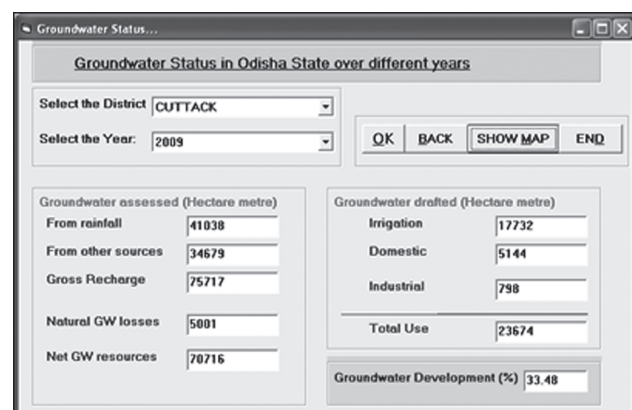 Groundwater Status...
Groundwater Status in Odisha State over different years
Select the District CUTTACK
Select the Year: 2009
OK BACK SHOW MAP END
Groundwater assessed (Hectare metre)
From rainfall 41038
From other sources 34679
Gross Recharge 75717
Natural GW losses 5001
Net GW resources 70716
Groundwater drafted (Hectare metre)
Irrigation 17732
Domestic 5144
Industrial 798
Total Use 23674
Groundwater Development (%) 33.48